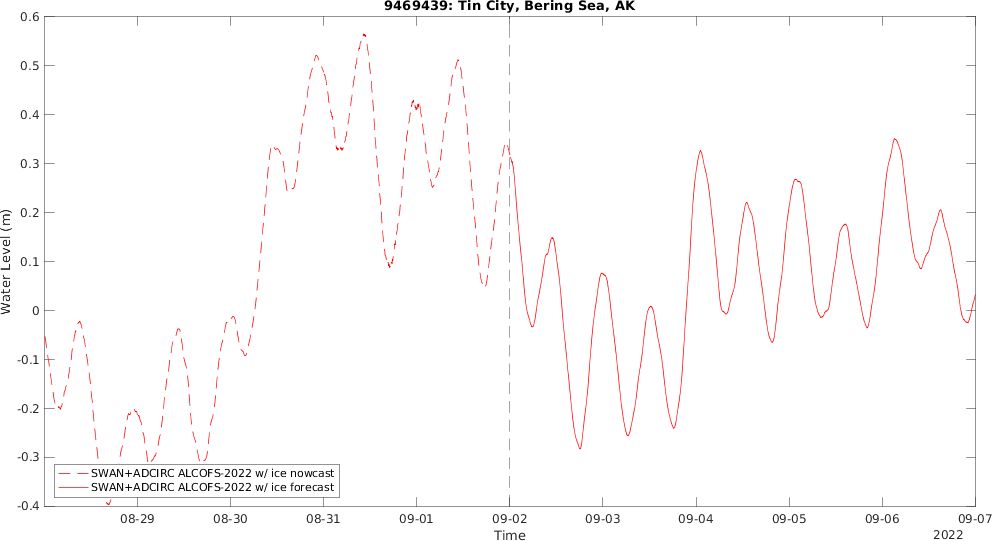 9469439: Tin City, Bering Sea, AK
0.6
0.5
0.4
0.3
0.2
0.1
0
-0.1
-0.2
-0.3
-0.4
Water Level (m)
SWAN+ADCIRC ALCOFS-2022 w/ ice nowcast
SWAN+ADCIRC ALCOFS-2022 w/ ice forecast
08-29 08-30 08-31 09-01 09-02 09-03 09-04 09-05 09-06 09-07
Time
2022